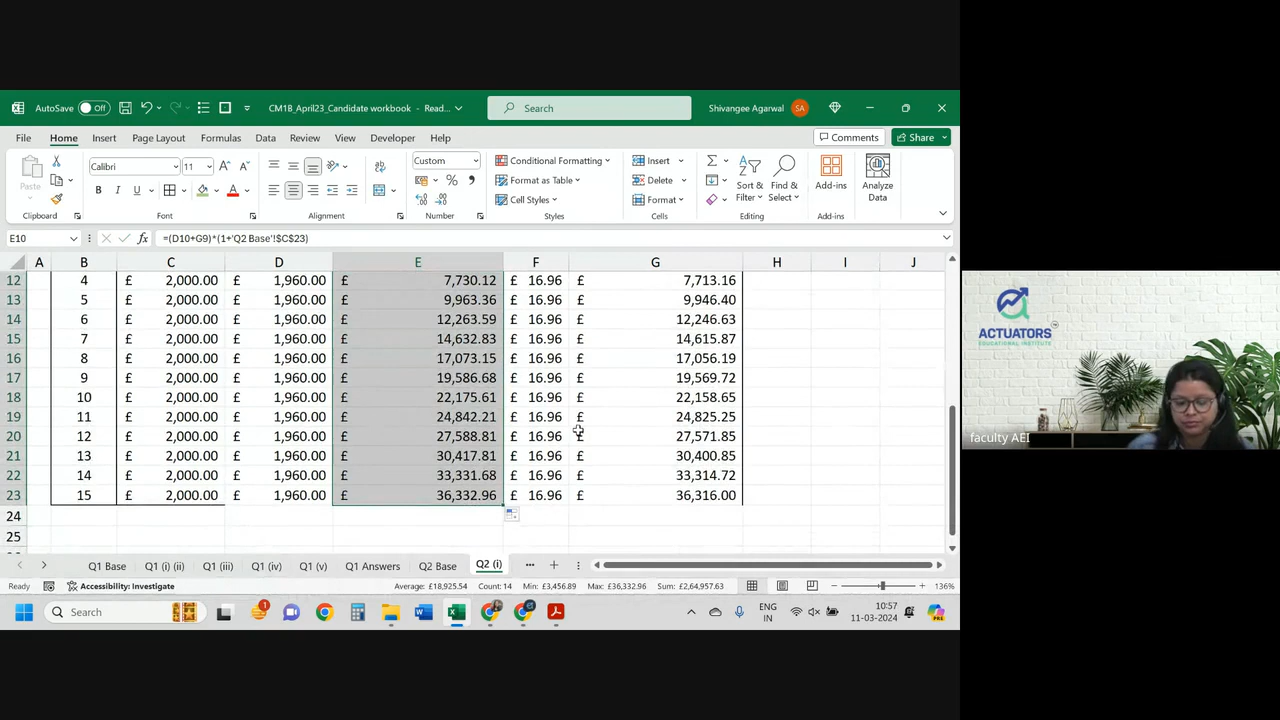 AutoSave Off CM1B_April23_Candidate workbook - Read... Search Shivangee Agarwal SA
File Home Insert Page Layout Formulas Data Review View Developer Help Comments Share
Paste Calibri 11 B I U Custom % Conditional Formatting Format as Table Cell Styles Insert Delete Format Sort & Filter Find & Select Add-ins Analyze Data
Clipboard Font Alignment Number Styles Cells Editing Add-ins
E10 fx =(D10+G9)*(1+'Q2 Base'!$C$23)
A B C D E F G H I J
12 4 £ 2,000.00 £ 1,960.00 £ 7,730.12 £ 16.96 £ 7,713.16
13 5 £ 2,000.00 £ 1,960.00 £ 9,963.36 £ 16.96 £ 9,946.40
14 6 £ 2,000.00 £ 1,960.00 £ 12,263.59 £ 16.96 £ 12,246.63
15 7 £ 2,000.00 £ 1,960.00 £ 14,632.83 £ 16.96 £ 14,615.87
16 8 £ 2,000.00 £ 1,960.00 £ 17,073.15 £ 16.96 £ 17,056.19
17 9 £ 2,000.00 £ 1,960.00 £ 19,586.68 £ 16.96 £ 19,569.72
18 10 £ 2,000.00 £ 1,960.00 £ 22,175.61 £ 16.96 £ 22,158.65
19 11 £ 2,000.00 £ 1,960.00 £ 24,842.21 £ 16.96 £ 24,825.25
20 12 £ 2,000.00 £ 1,960.00 £ 27,588.81 £ 16.96 £ 27,571.85
21 13 £ 2,000.00 £ 1,960.00 £ 30,417.81 £ 16.96 £ 30,400.85
22 14 £ 2,000.00 £ 1,960.00 £ 33,331.68 £ 16.96 £ 33,314.72
23 15 £ 2,000.00 £ 1,960.00 £ 36,332.96 £ 16.96 £ 36,316.00
24
25
Q1 Base Q1 (i) (ii) Q1 (iii) Q1 (iv) Q1 (v) Q1 Answers Q2 Base Q2 (i)
Ready Accessibility: Investigate Average: £18,925.54 Count: 14 Min: £3,456.89 Max: £36,332.96 Sum: £2,64,957.63 136%
Search ENG IN 10:57 11-03-2024
ACTUATORS
EDUCATIONAL INSTITUTE
faculty AEI